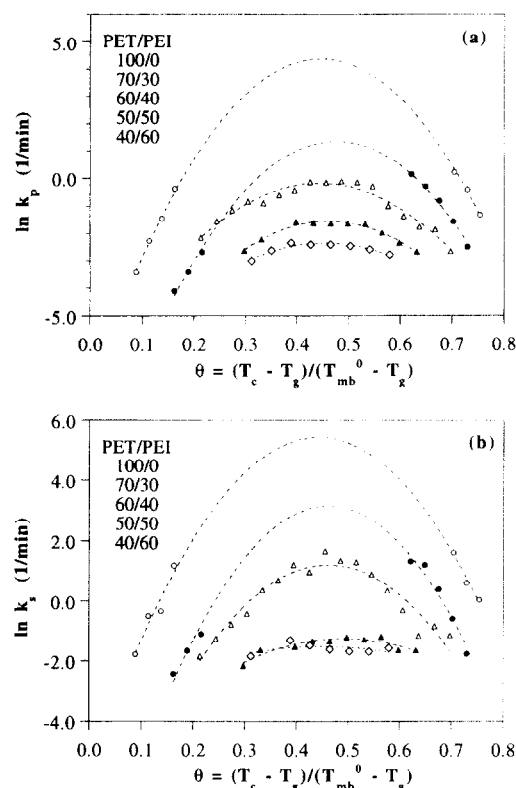 5.0
PET/PEI
(a)
100/0
70/30
60/40
50/50
40/60
0.0
-5.0
ln k_p (1/min)
0.0 0.1 0.2 0.3 0.4 0.5 0.6 0.7 0.8
θ = (T_c - T_g)/(T_mb^0 - T_g)
6.0
PET/PEI
(b)
100/0
70/30
60/40
50/50
40/60
4.0
2.0
0.0
-2.0
-4.0
ln k_s (1/min)
0.0 0.1 0.2 0.3 0.4 0.5 0.6 0.7 0.8
θ = (T_c - T_g)/(T_mb^0 - T_g)